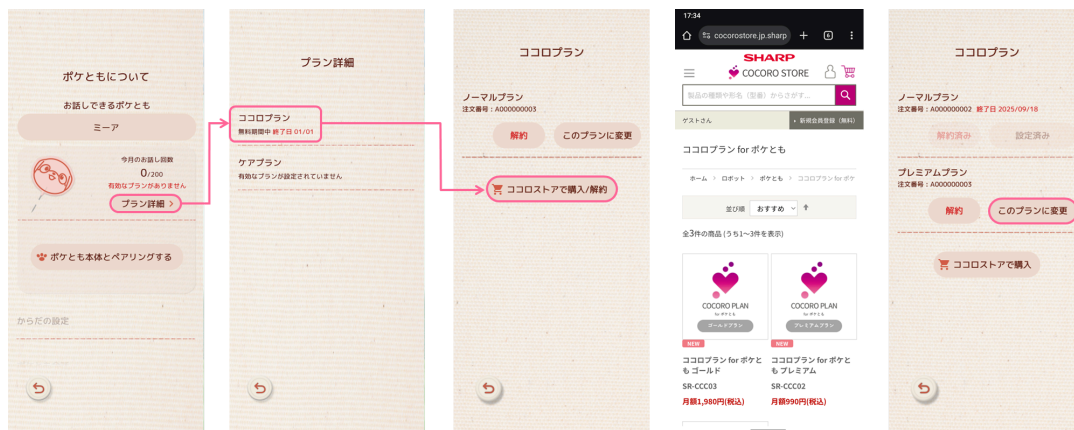 ポケともについて
お話しできるポケとも
ミーア
今月のお話し回数
0/200
有効なプランがありません
プラン詳細 >
ポケとも本体とペアリングする
からだの設定
プラン詳細
ココロプラン
無料期間中 終了日 01/01
ケアプラン
有効なプランが設定されていません
ココロプラン
ノーマルプラン
注文番号：A000000003
解約 このプランに変更
ココロストアで購入/解約
17:34
cocorostore.jp.sharp
6
SHARP
COCORO STORE
製品の種類や形名（型番）からさがす...
ゲストさん
新規会員登録（無料）
ココロプラン for ポケとも
ホーム > ロボット > ポケとも > ココロプラン for ポケ
並び順 おすすめ
全3件の商品 (うち1～3件を表示)
COCORO PLAN
for ポケとも
ゴールドプラン
NEW
ココロプラン for ポケと
も ゴールド
SR-CCC03
月額1,980円(税込)
COCORO PLAN
for ポケとも
プレミアムプラン
NEW
ココロプラン for ポケと
も プレミアム
SR-CCC02
月額990円(税込)
ココロプラン
ノーマルプラン
注文番号：A000000002 終了日 2025/09/18
解約済み 設定済み
プレミアムプラン
注文番号：A000000003
解約 このプランに変更
ココロストアで購入